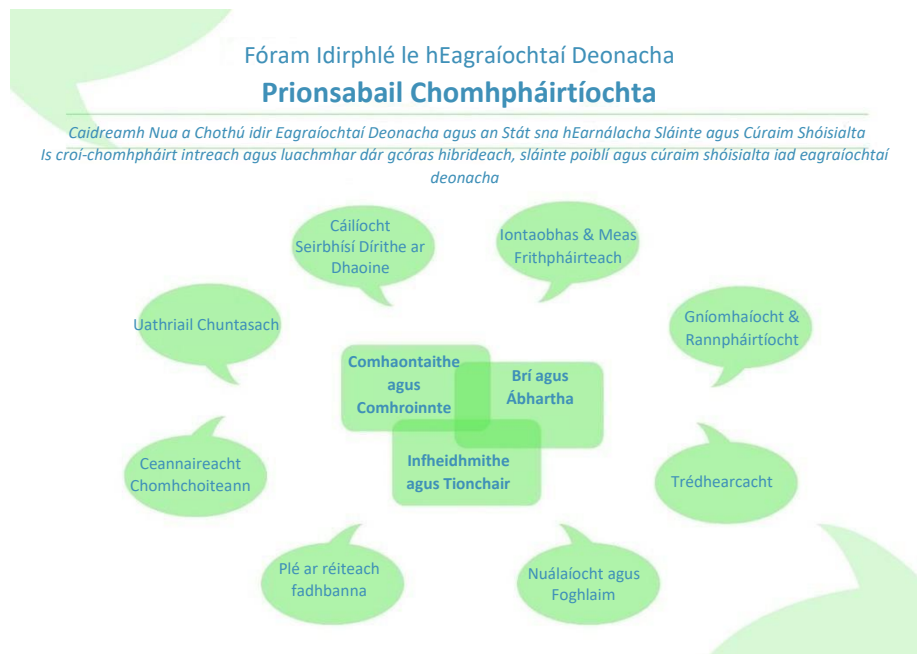 Fóram Idirphlé le hEagraíochtaí Deonacha
Prionsabail Chomhpháirtíochta
Caidreamh Nua a Chothú idir Eagraíochtaí Deonacha agus an Stát sna hEarnálacha Sláinte agus Cúraim Shóisialta
Is croí-chomhpháirt intreach agus luachmhar dár gcóras hibrideach, sláinte poiblí agus cúraim shóisialta iad eagraíochtaí
deonacha
Cáilíocht
Seirbhísí Dírithe ar
Dhaoine
Iontaobhas & Meas
Frithpháirteach
Uathriail Chuntasach
Gníomhaíocht &
Rannpháirtíocht
Comhaontaithe
agus
Comhroinnte
Brí agus
Ábhartha
Infheidhmithe
agus Tionchair
Ceannaireacht
Chomhchoiteann
Trédhearcacht
Plé ar réiteach
fadhbanna
Nuálaíocht agus
Foghlaim